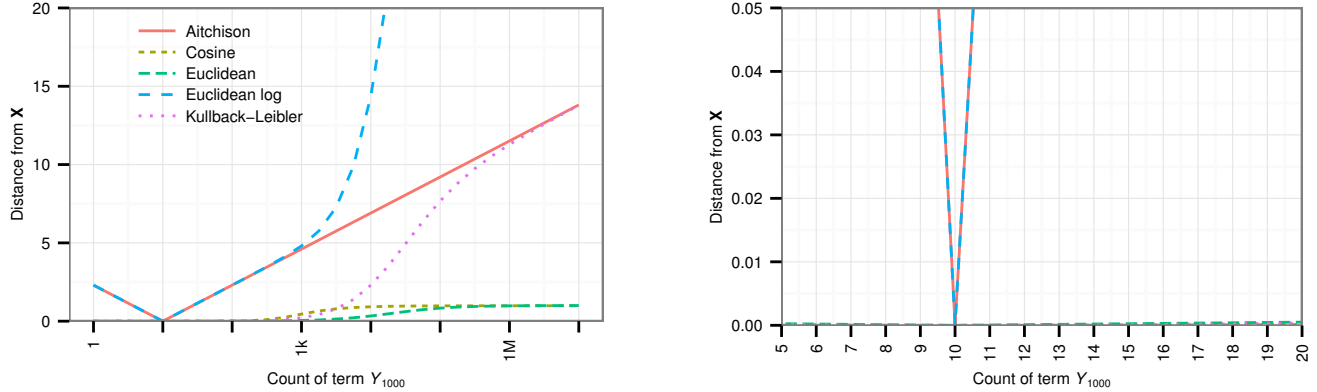 20
15
10
5
0
Distance from X
Aitchison
Cosine
Euclidean
Euclidean log
Kullback−Leibler
1
1k
1M
Count of term Y1000
0.05
0.04
0.03
0.02
0.01
0.00
Distance from X
5
6
7
8
9
10
11
12
13
14
15
16
17
18
19
20
Count of term Y1000